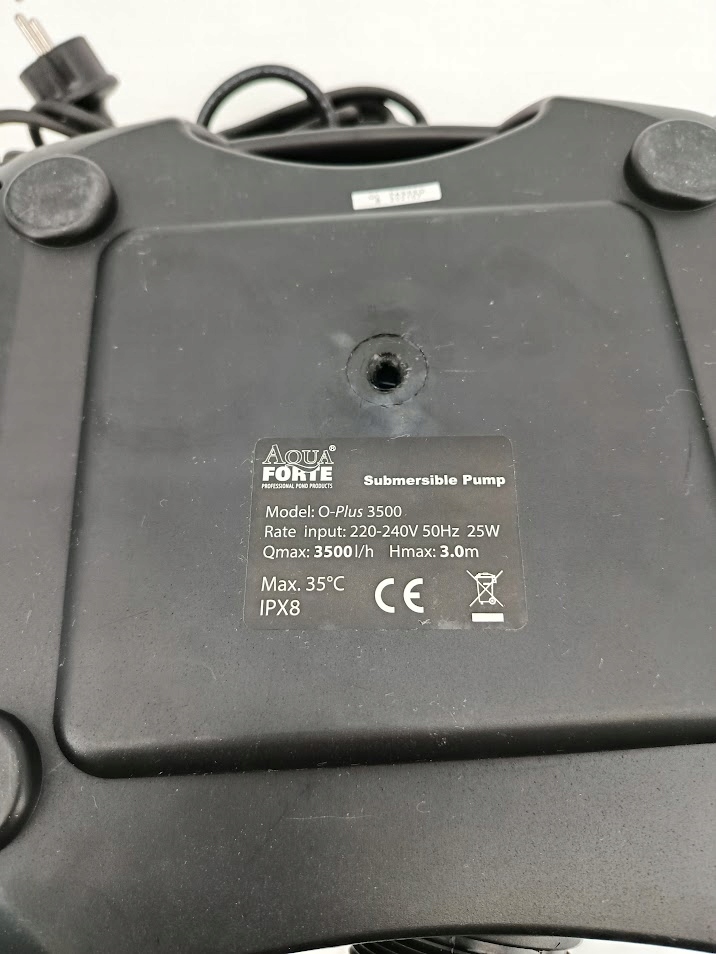 AQUA®
FORTE
PROFESSIONAL POND PRODUCTS
Submersible Pump
Model: O-Plus 3500
Rate input: 220-240V 50Hz 25W
Qmax: 3500l/h Hmax: 3.0m
Max. 35°C
IPX8
CE